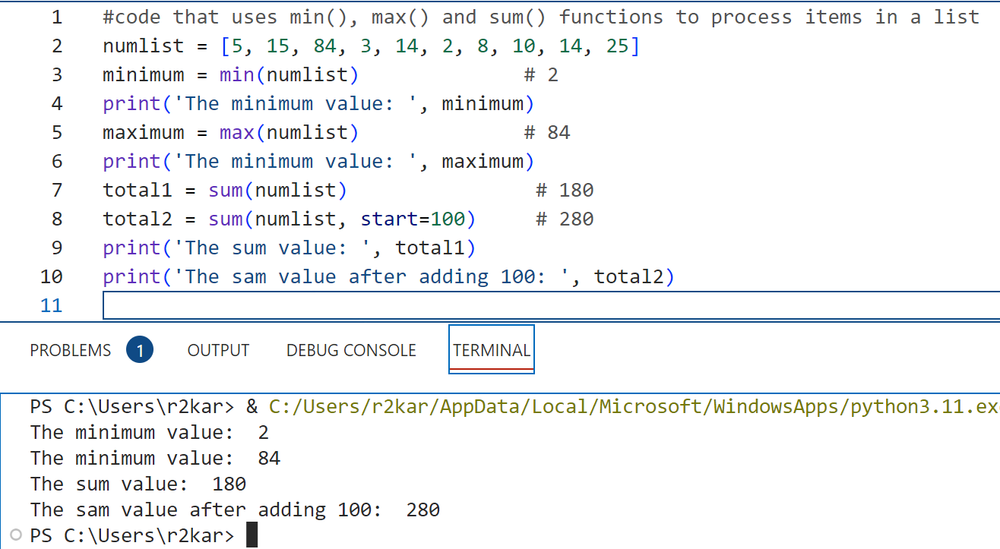 1 #code that uses min(), max() and sum() functions to process items in a list
2 numlist = [5, 15, 84, 3, 14, 2, 8, 10, 14, 25]
3 minimum = min(numlist) # 2
4 print('The minimum value: ', minimum)
5 maximum = max(numlist) # 84
6 print('The minimum value: ', maximum)
7 total1 = sum(numlist) # 180
8 total2 = sum(numlist, start=100) # 280
9 print('The sum value: ', total1)
10 print('The sam value after adding 100: ', total2)
11
PROBLEMS 1 OUTPUT DEBUG CONSOLE TERMINAL
PS C:\Users\r2kar> & C:/Users/r2kar/AppData/Local/Microsoft/WindowsApps/python3.11.ex
The minimum value:  2
The minimum value:  84
The sum value:  180
The sam value after adding 100:  280
PS C:\Users\r2kar>